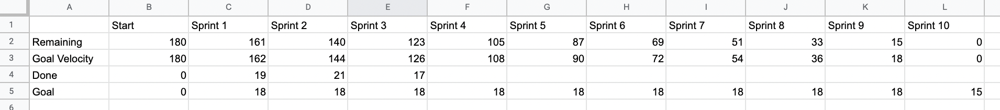 A B C D E F G H I J K L
1 Start Sprint 1 Sprint 2 Sprint 3 Sprint 4 Sprint 5 Sprint 6 Sprint 7 Sprint 8 Sprint 9 Sprint 10
2 Remaining 180 161 140 123 105 87 69 51 33 15 0
3 Goal Velocity 180 162 144 126 108 90 72 54 36 18 0
4 Done 0 19 21 17
5 Goal 0 18 18 18 18 18 18 18 18 18 15
6